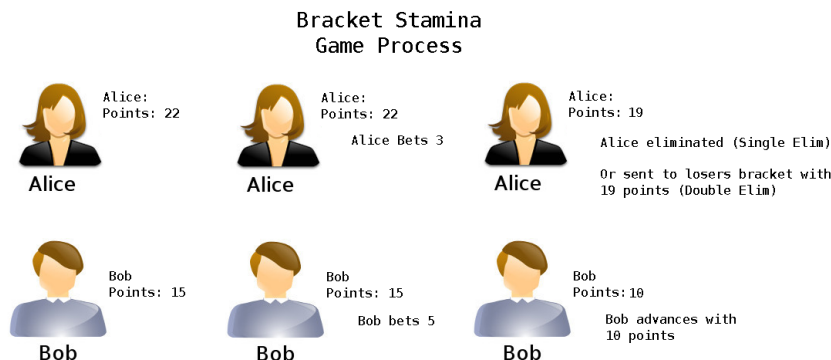 Bracket Stamina
Game Process
Alice:
Points: 22
Alice
Alice:
Points: 22
Alice Bets 3
Alice
Alice:
Points: 19
Alice eliminated (Single Elim)
Or sent to losers bracket with
19 points (Double Elim)
Alice
Bob
Points: 15
Bob
Bob
Points: 15
Bob bets 5
Bob
Bob
Points:10
Bob advances with
10 points
Bob